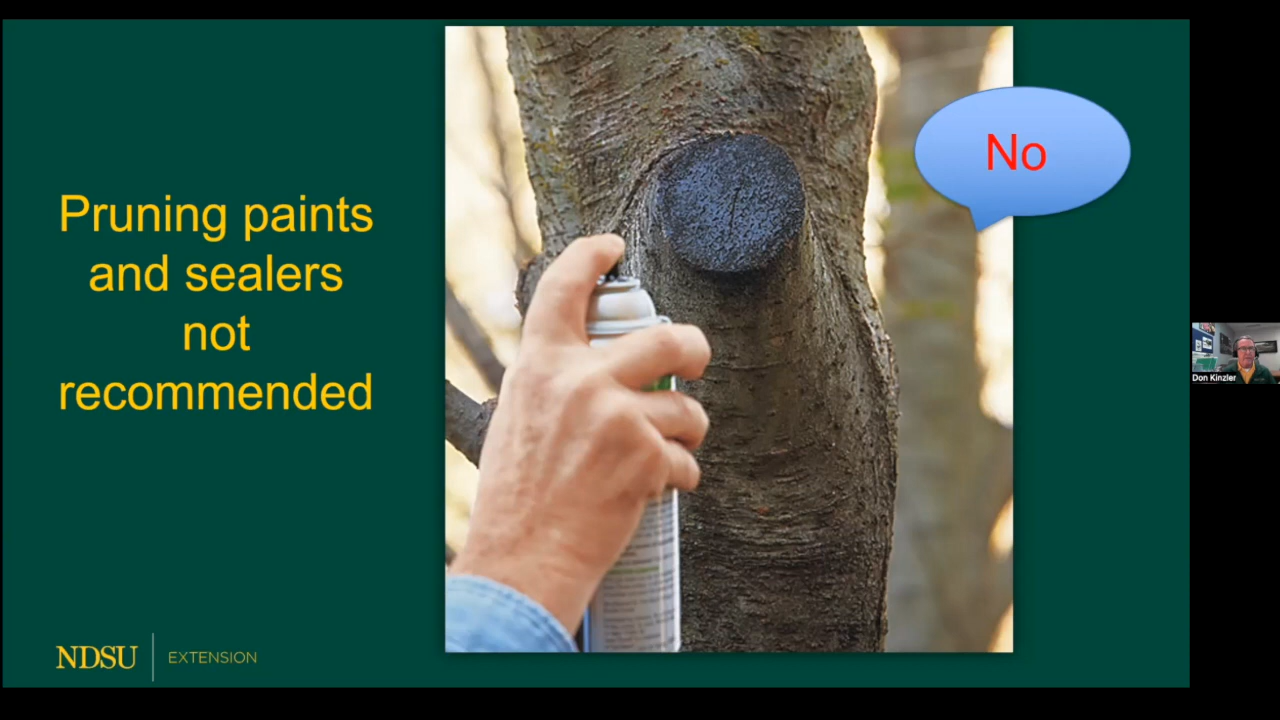 Pruning paints
and sealers
not
recommended
No
NDSU
EXTENSION
Don Kinzler